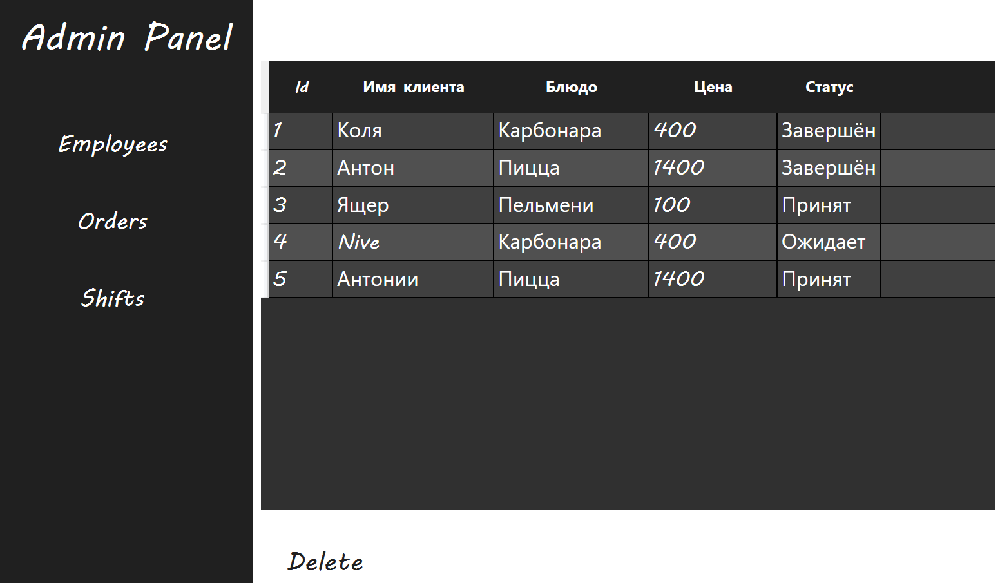 Admin Panel
Employees
Orders
Shifts
Id Имя клиента Блюдо Цена Статус
1 Коля Карбонара 400 Завершён
2 Антон Пицца 1400 Завершён
3 Ящер Пельмени 100 Принят
4 Nive Карбонара 400 Ожидает
5 Антонии Пицца 1400 Принят
Delete